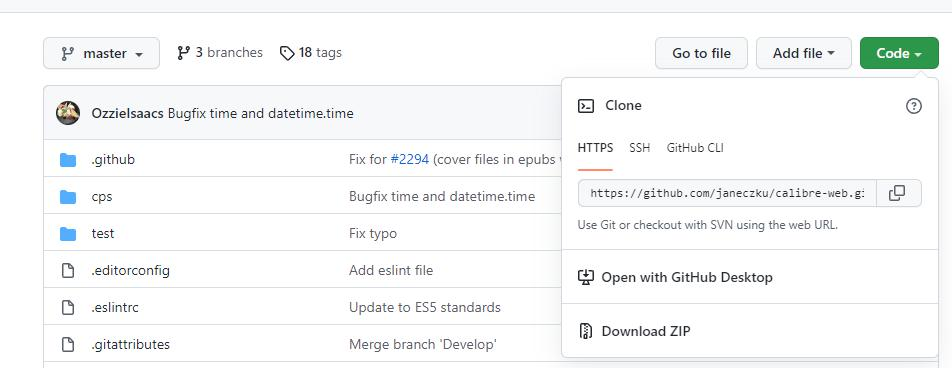 master 3 branches 18 tags Go to file Add file Code
OzzieIsaacs Bugfix time and datetime.time
Clone
.github Fix for #2294 (cover files in epubs
HTTPS SSH GitHub CLI
cps Bugfix time and datetime.time
https://github.com/janeczku/calibre-web.gi
test Fix typo
Use Git or checkout with SVN using the web URL.
.editorconfig Add eslint file
Open with GitHub Desktop
.eslintrc Update to ES5 standards
Download ZIP
.gitattributes Merge branch 'Develop'